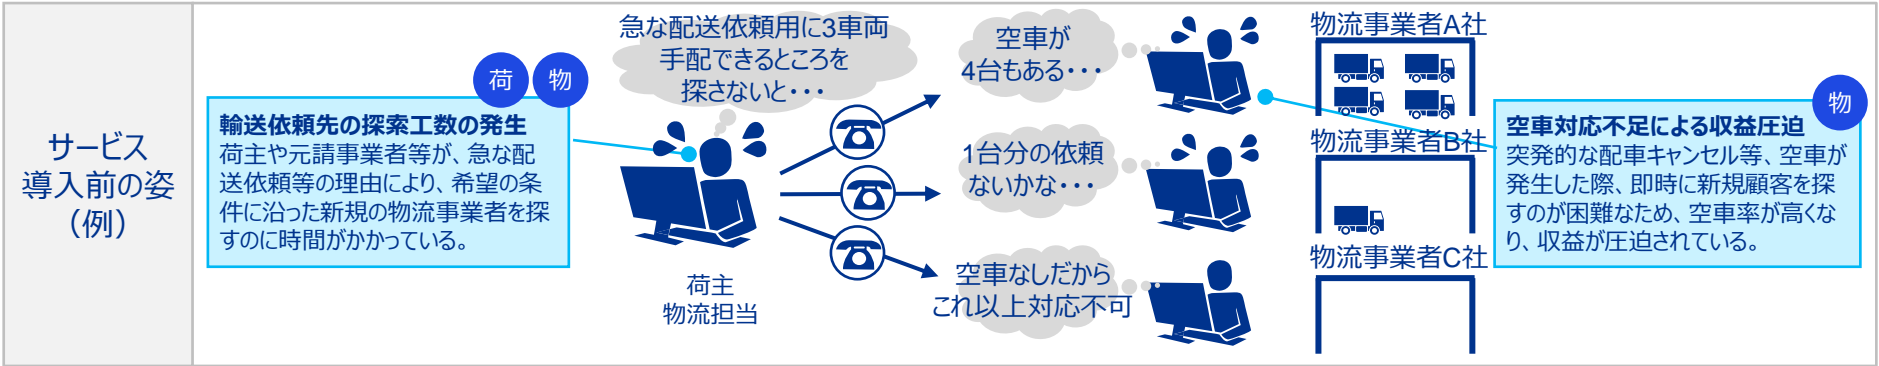 サービス
導入前の姿
（例）
荷
物
輸送依頼先の探索工数の発生
荷主や元請事業者等が、急な配
送依頼等の理由により、希望の条
件に沿った新規の物流事業者を探
すのに時間がかかっている。
急な配送依頼用に3車両
手配できるところを
探さないと・・・
荷主
物流担当
空車が
4台もある・・・
1台分の依頼
ないかな・・・
空車なしだから
これ以上対応不可
物流事業者A社
物流事業者B社
物流事業者C社
物
空車対応不足による収益圧迫
突発的な配車キャンセル等、空車が
発生した際、即時に新規顧客を探
すのが困難なため、空車率が高くな
り、収益が圧迫されている。